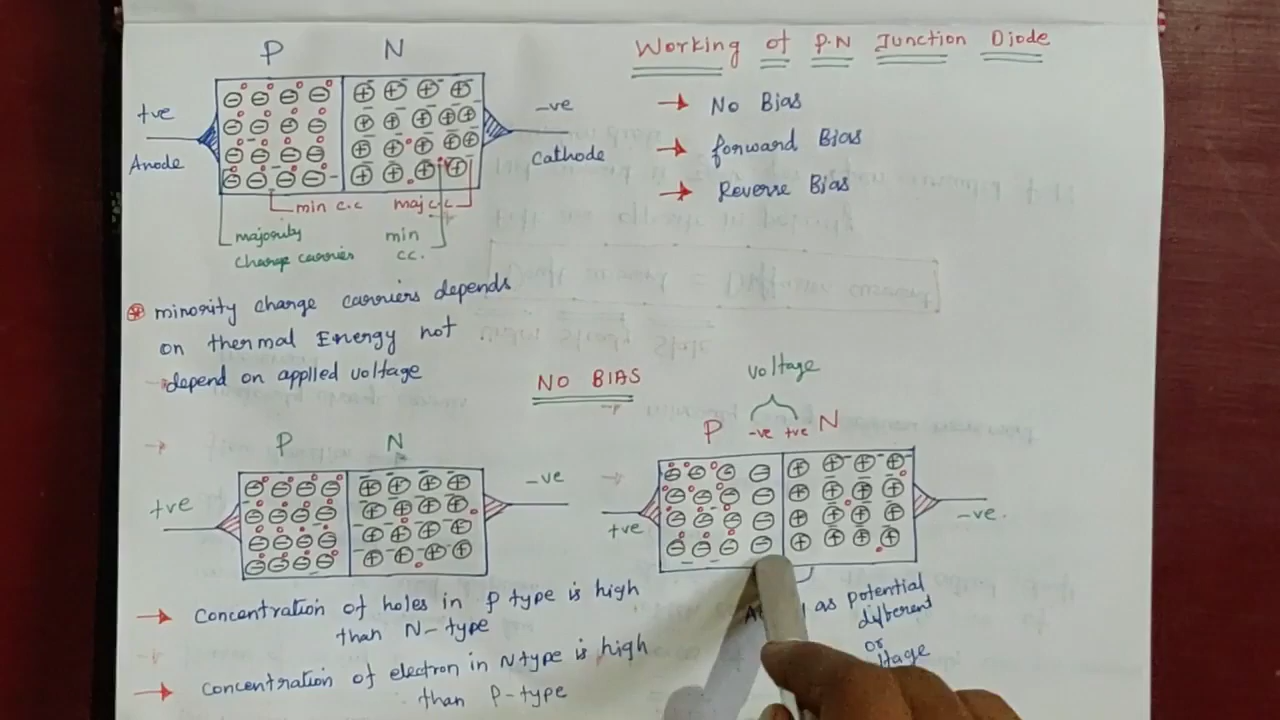 Working of P.N Junction Diode
P N
+ve
Anode
-ve
Cathode
min c.c maj c.c
majority
charge carriers
min
cc.
→ No Bias
→ forward Bias
→ Reverse Bias
minority charge carriers depends
on thermal Energy not
depend on applied voltage
NO BIAS
P N
+ve
-ve
voltage
P -ve +ve N
+ve
-ve.
→ Concentration of holes in p type is high
than N-type
→ concentration of electron in N type is high
than P-type
as potential
different
or